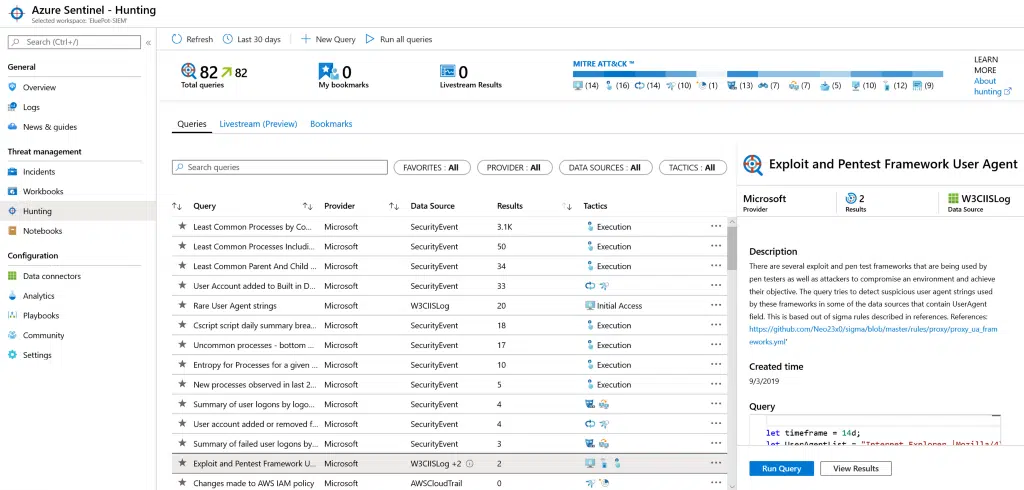 Azure Sentinel - Hunting
Selected workspace: 'EluePot-SIEM'
Search (Ctrl+/)
«
General
Overview
Logs
News & guides
Threat management
Incidents
Workbooks
Hunting
Notebooks
Configuration
Data connectors
Analytics
Playbooks
Community
Settings
Refresh Last 30 days New Query Run all queries
82 82
Total queries
0
My bookmarks
0
Livestream Results
MITRE ATT&CK™
(14) (16) (14) (10) (1) (13) (7) (7) (5) (10) (12) (9)
LEARN
MORE
About
hunting
Queries Livestream (Preview) Bookmarks
Search queries FAVORITES : All PROVIDER : All DATA SOURCES : All TACTICS : All
Query Provider Data Source Results Tactics
Least Common Processes by Co... Microsoft SecurityEvent 3.1K Execution ...
Least Common Processes Includi... Microsoft SecurityEvent 50 Execution ...
Least Common Parent And Child ... Microsoft SecurityEvent 34 Execution ...
User Account added to Built in D... Microsoft SecurityEvent 33 ...
Rare User Agent strings Microsoft W3CIISLog 20 Initial Access ...
Cscript script daily summary brea... Microsoft SecurityEvent 18 Execution ...
Uncommon processes - bottom ... Microsoft SecurityEvent 17 Execution ...
Entropy for Processes for a given ... Microsoft SecurityEvent 10 Execution ...
New processes observed in last 2... Microsoft SecurityEvent 5 Execution ...
Summary of user logons by logo... Microsoft SecurityEvent 4 ...
User account added or removed f... Microsoft SecurityEvent 4 ...
Summary of failed user logons by... Microsoft SecurityEvent 3 ...
Exploit and Pentest Framework U... Microsoft W3CIISLog +2 2 ...
Changes made to AWS IAM policy Microsoft AWSCloudTrail 0 ...
Exploit and Pentest Framework User Agent
Microsoft
Provider
2
Results
W3CIISLog
Data Source
Description
There are several exploit and pen test frameworks that are being used by
pen testers as well as attackers to compromise an environment and achieve
their objective. The query tries to detect suspicious user agent strings used
by these frameworks in some of the data sources that contain UserAgent
field. This is based out of sigma rules described in references. References:
https://github.com/Neo23x0/sigma/blob/master/rules/proxy/proxy_ua_fram
eworks.yml'
Created time
9/3/2019
Query
let timeframe = 14d;
let UserAgentList = "Internet Explorer |Mozilla/4
Run Query View Results